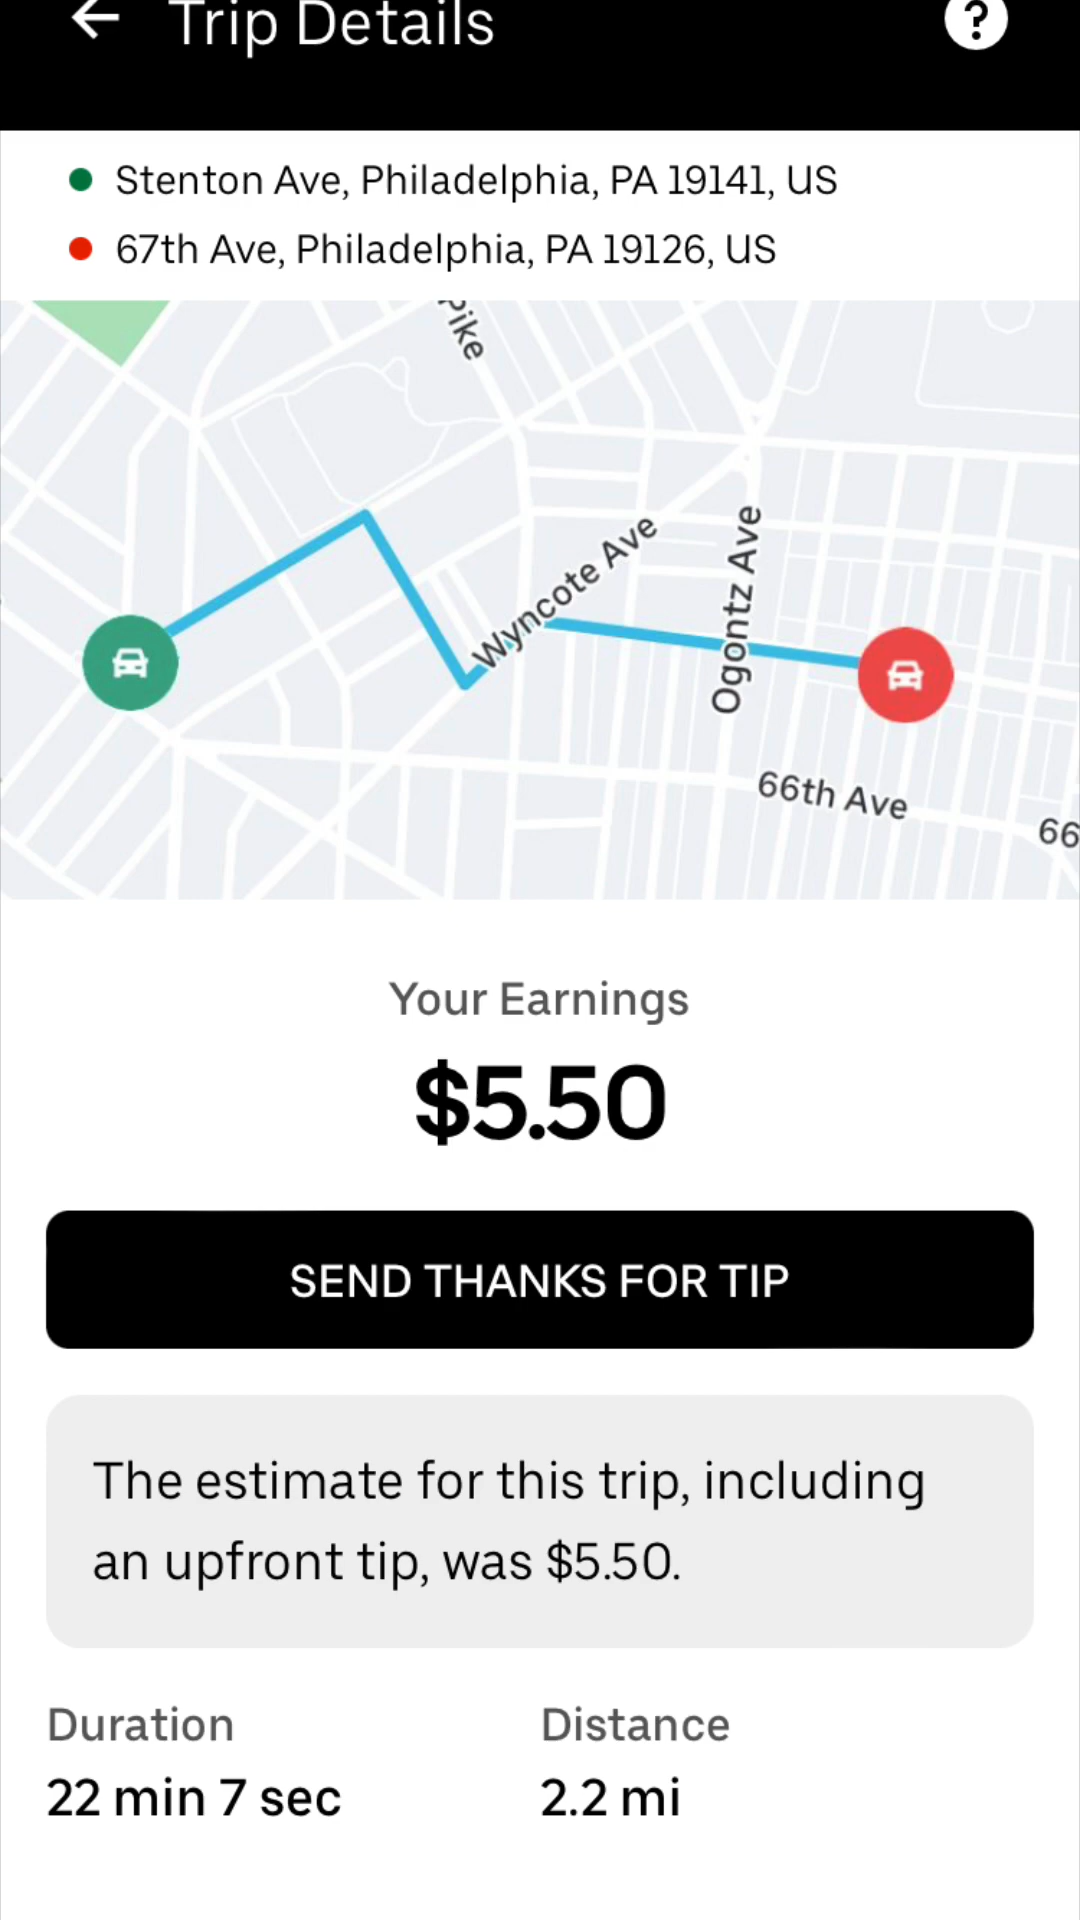 Trip Details
?
Stenton Ave, Philadelphia, PA 19141, US
67th Ave, Philadelphia, PA 19126, US
Pike
Wyncote Ave
Ogontz Ave
66th Ave
66
Your Earnings
$5.50
SEND THANKS FOR TIP
The estimate for this trip, including
an upfront tip, was $5.50.
Duration
Distance
22 min 7 sec
2.2 mi